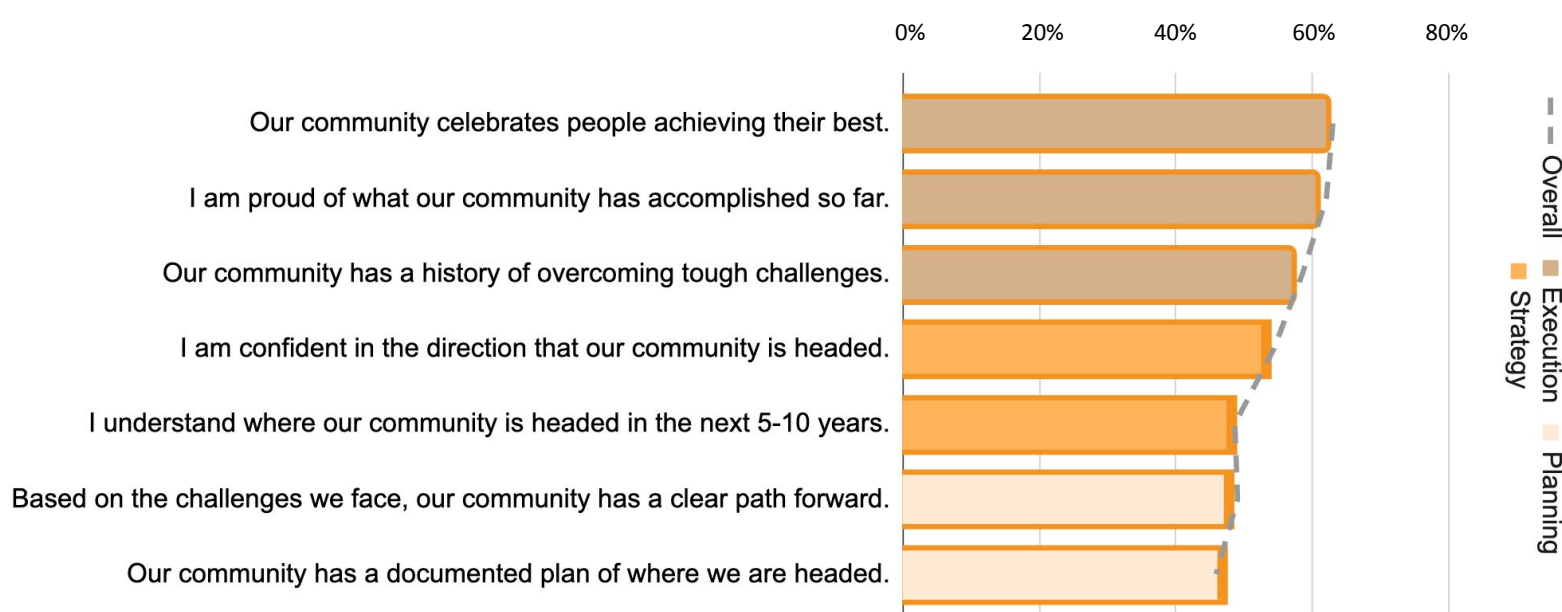 0% 20% 40% 60% 80%
Our community celebrates people achieving their best.
I am proud of what our community has accomplished so far.
Our community has a history of overcoming tough challenges.
I am confident in the direction that our community is headed.
I understand where our community is headed in the next 5-10 years.
Based on the challenges we face, our community has a clear path forward.
Our community has a documented plan of where we are headed.
Overall Execution Planning
Strategy